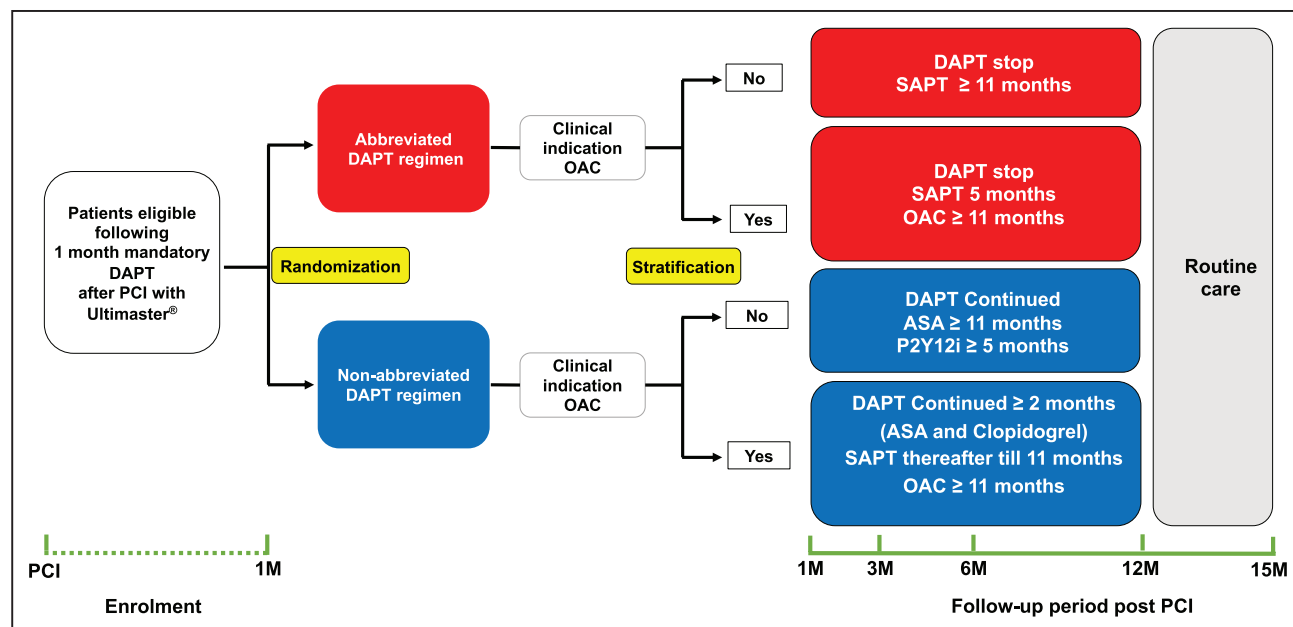 Patients eligible
following
1 month mandatory
DAPT
after PCI with
Ultimaster®
Randomization
Abbreviated
DAPT regimen
Non-abbreviated
DAPT regimen
Clinical
indication
OAC
Clinical
indication
OAC
Stratification
No
Yes
No
Yes
DAPT stop
SAPT ≥ 11 months
DAPT stop
SAPT 5 months
OAC ≥ 11 months
DAPT Continued
ASA ≥ 11 months
P2Y12i ≥ 5 months
DAPT Continued ≥ 2 months
(ASA and Clopidogrel)
SAPT thereafter till 11 months
OAC ≥ 11 months
Routine
care
PCI 1M
Enrolment
1M 3M 6M 12M 15M
Follow-up period post PCI